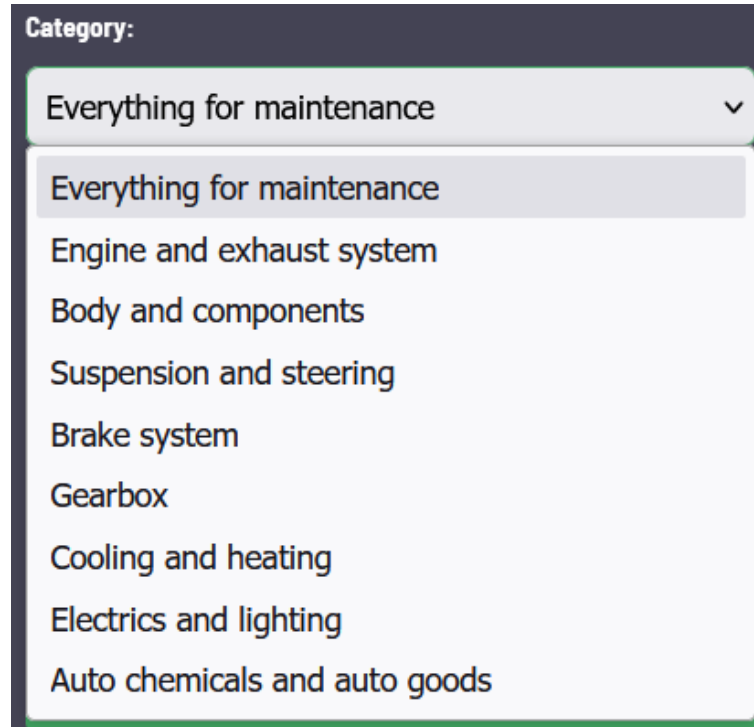 Category:
Everything for maintenance
Everything for maintenance
Engine and exhaust system
Body and components
Suspension and steering
Brake system
Gearbox
Cooling and heating
Electrics and lighting
Auto chemicals and auto goods